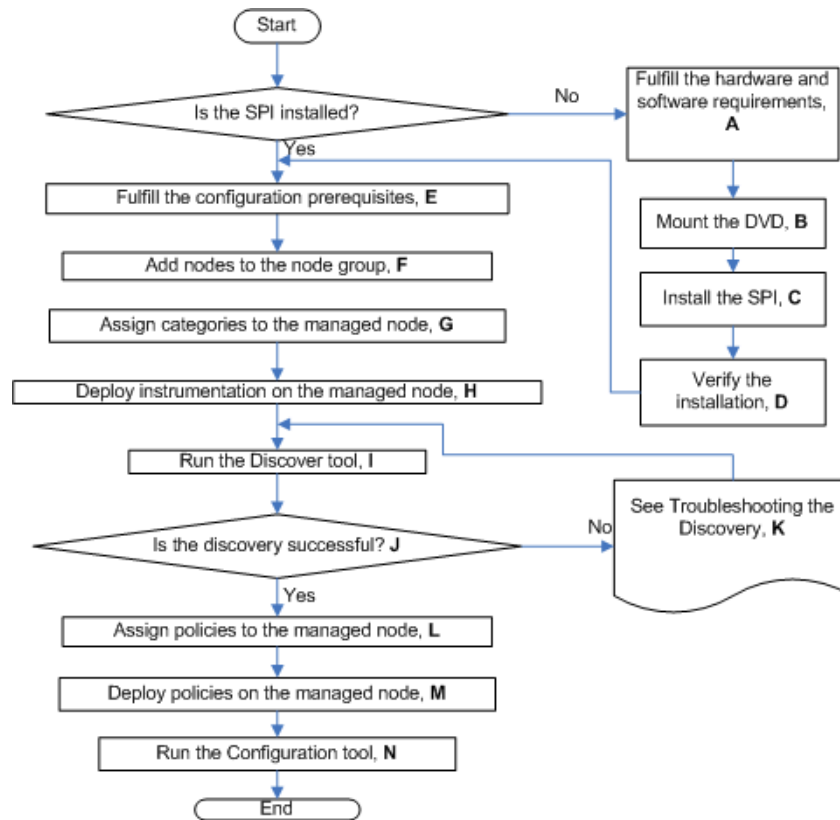 Start
Is the SPI installed?
No
Fulfill the hardware and
software requirements,
A
Yes
Fulfill the configuration prerequisites, E
Mount the DVD, B
Add nodes to the node group, F
Install the SPI, C
Assign categories to the managed node, G
Verify the
installation, D
Deploy instrumentation on the managed node, H
Run the Discover tool, I
See Troubleshooting the
Discovery, K
Is the discovery successful? J
No
Yes
Assign policies to the managed node, L
Deploy policies on the managed node, M
Run the Configuration tool, N
End